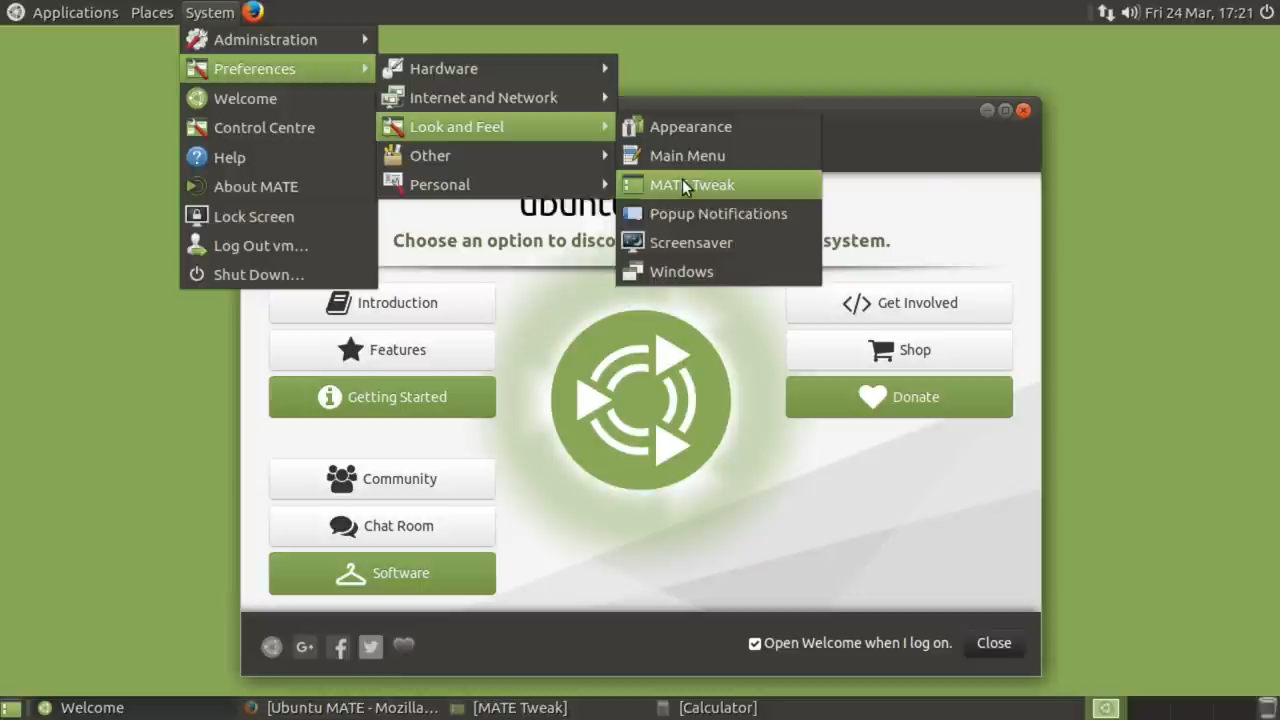 Applications Places System Fri 24 Mar, 17:21
Administration
Preferences
Welcome
Control Centre
Help
About MATE
Lock Screen
Log Out vm...
Shut Down...
Hardware
Internet and Network
Look and Feel
Other
Personal
Appearance
Main Menu
MATE Tweak
Popup Notifications
Screensaver
Windows
ubuntu
Choose an option to disco system.
Introduction
Features
Getting Started
Community
Chat Room
Software
Get Involved
Shop
Donate
G+
Open Welcome when I log on. Close
Welcome [Ubuntu MATE - Mozilla... [MATE Tweak] [Calculator]